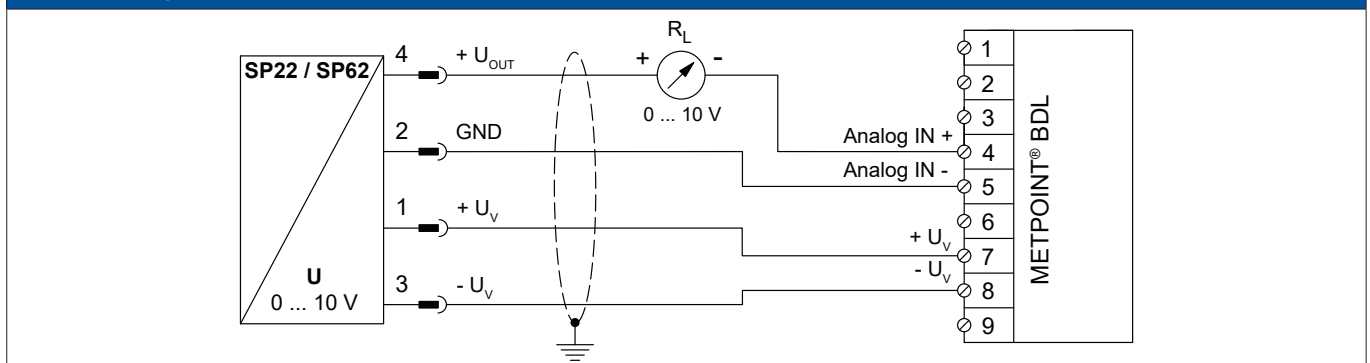 SP22 / SP62
U
0 ... 10 V
4
+ U_OUT
2
GND
1
+ U_V
3
- U_V
R_L
+
-
0 ... 10 V
Analog IN +
Analog IN -
+ U_V
- U_V
1
2
3
4
5
6
7
8
9
METPOINT® BDL